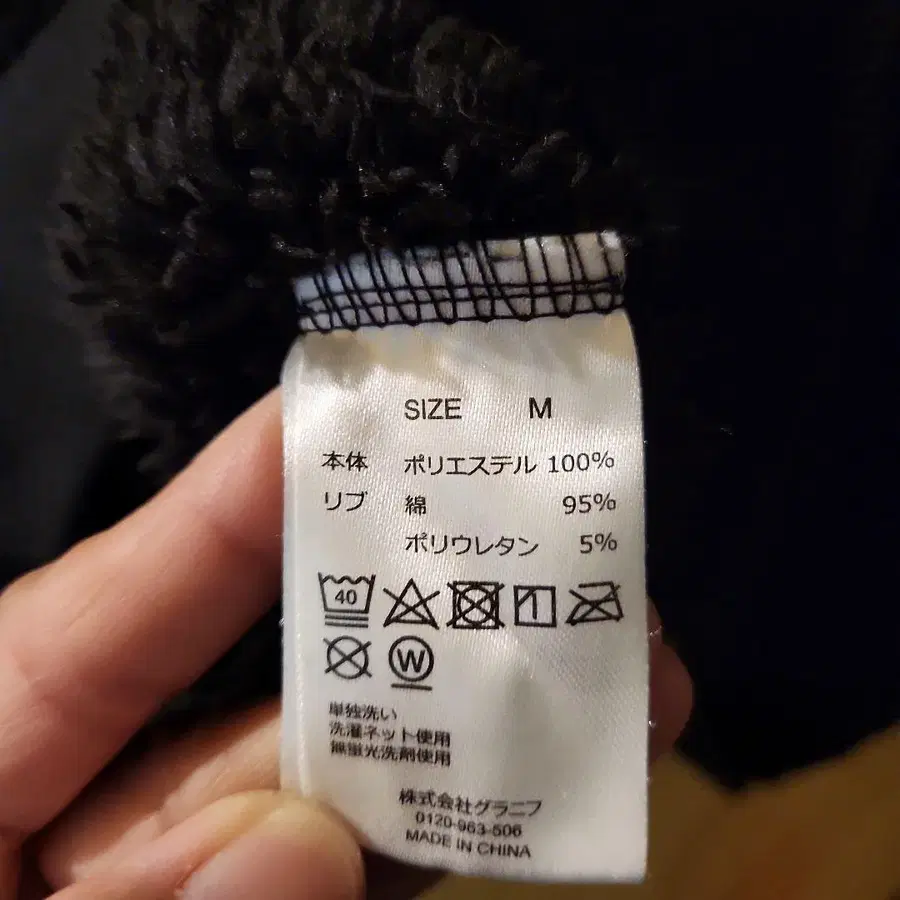 SIZE M
本体 ポリエステル 100%
リブ 綿 95%
ポリウレタン 5%
40
W
単独洗い
洗濯ネット使用
無蛍光洗剤使用
株式会社グラニフ
0120-963-506
MADE IN CHINA